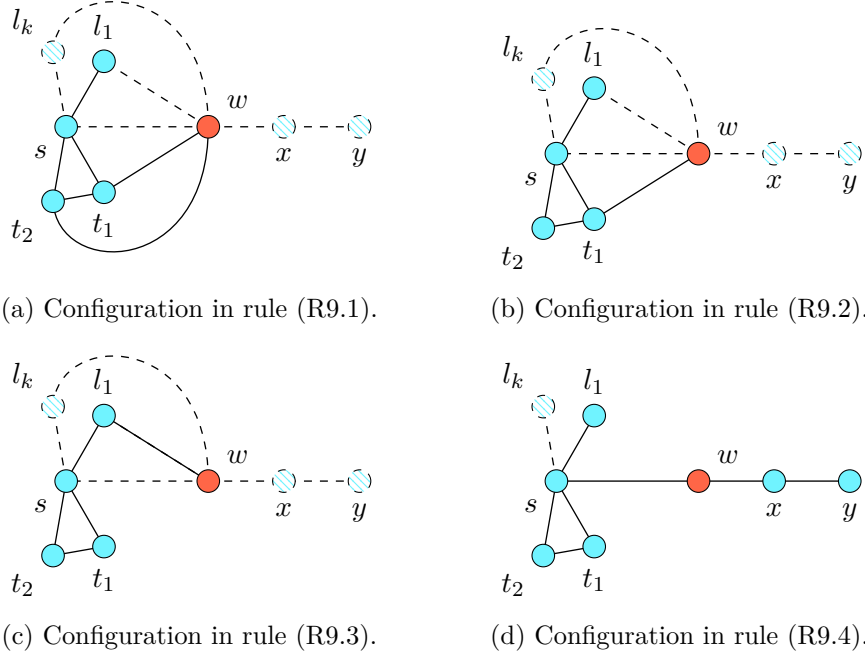 l_k l_1 w s x y t_2 t_1
l_k l_1 w s x y t_2 t_1
(a) Configuration in rule (R9.1). (b) Configuration in rule (R9.2).
l_k l_1 w s x y t_2 t_1
l_k l_1 w s x y t_2 t_1
(c) Configuration in rule (R9.3). (d) Configuration in rule (R9.4).